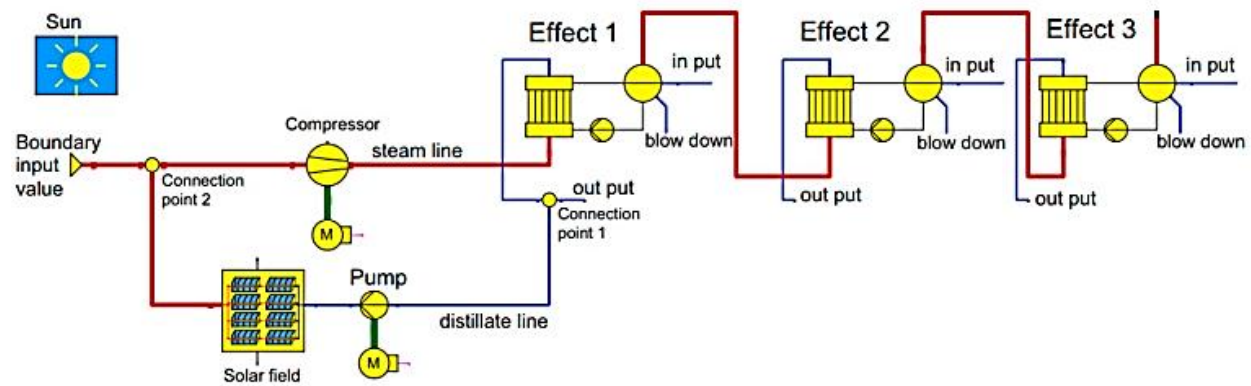 Sun
Effect 1
Effect 2
Effect 3
in put
in put
in put
blow down
blow down
blow down
Compressor
steam line
Boundary
input
value
Connection
point 2
out put
Connection
point 1
out put
out put
M
Pump
distillate line
M
Solar field